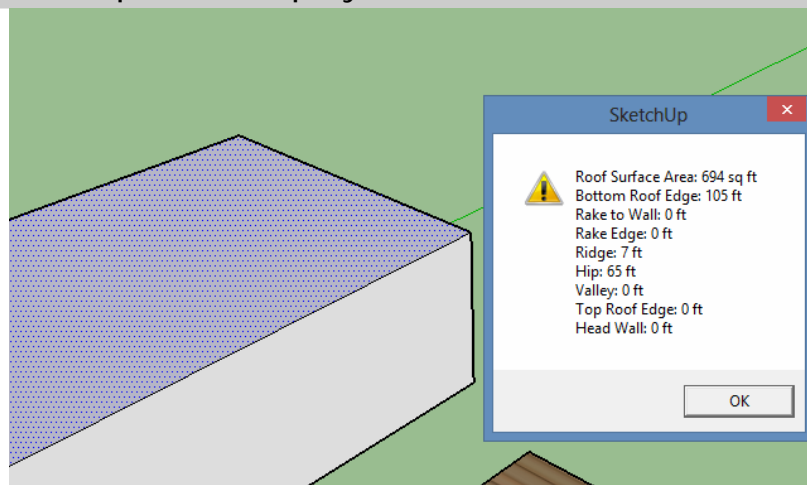 SketchUp
Roof Surface Area: 694 sq ft
Bottom Roof Edge: 105 ft
Rake to Wall: 0 ft
Rake Edge: 0 ft
Ridge: 7 ft
Hip: 65 ft
Valley: 0 ft
Top Roof Edge: 0 ft
Head Wall: 0 ft
OK